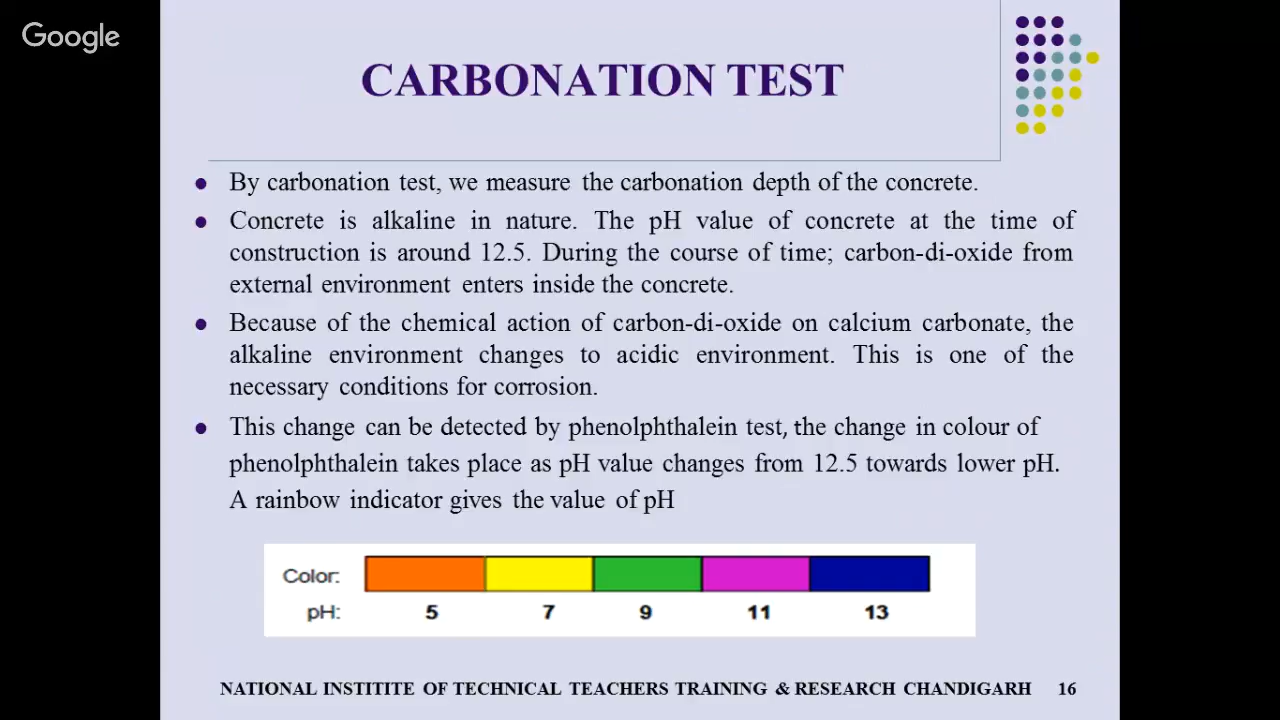 Google
CARBONATION TEST
By carbonation test, we measure the carbonation depth of the concrete.
Concrete is alkaline in nature. The pH value of concrete at the time of
construction is around 12.5. During the course of time; carbon-di-oxide from
external environment enters inside the concrete.
Because of the chemical action of carbon-di-oxide on calcium carbonate, the
alkaline environment changes to acidic environment. This is one of the
necessary conditions for corrosion.
This change can be detected by phenolphthalein test, the change in colour of
phenolphthalein takes place as pH value changes from 12.5 towards lower pH.
A rainbow indicator gives the value of pH
Color:
pH: 5 7 9 11 13
NATIONAL INSTITITE OF TECHNICAL TEACHERS TRAINING & RESEARCH CHANDIGARH 16